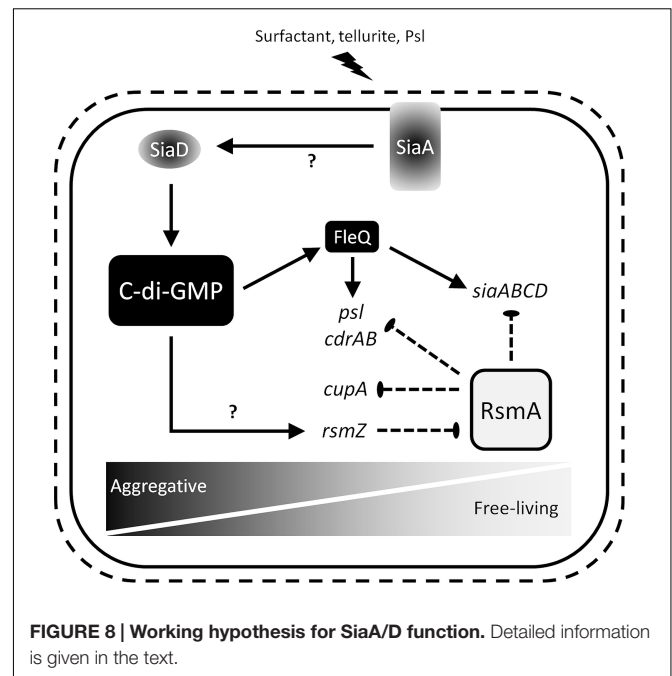 Surfactant, tellurite, Psl
SiaD
?
SiaA
FleQ
C-di-GMP
siaABCD
psl
cdrAB
cupA
RsmA
?
rsmZ
Aggregative
Free-living
FIGURE 8 | Working hypothesis for SiaA/D function. Detailed information
is given in the text.